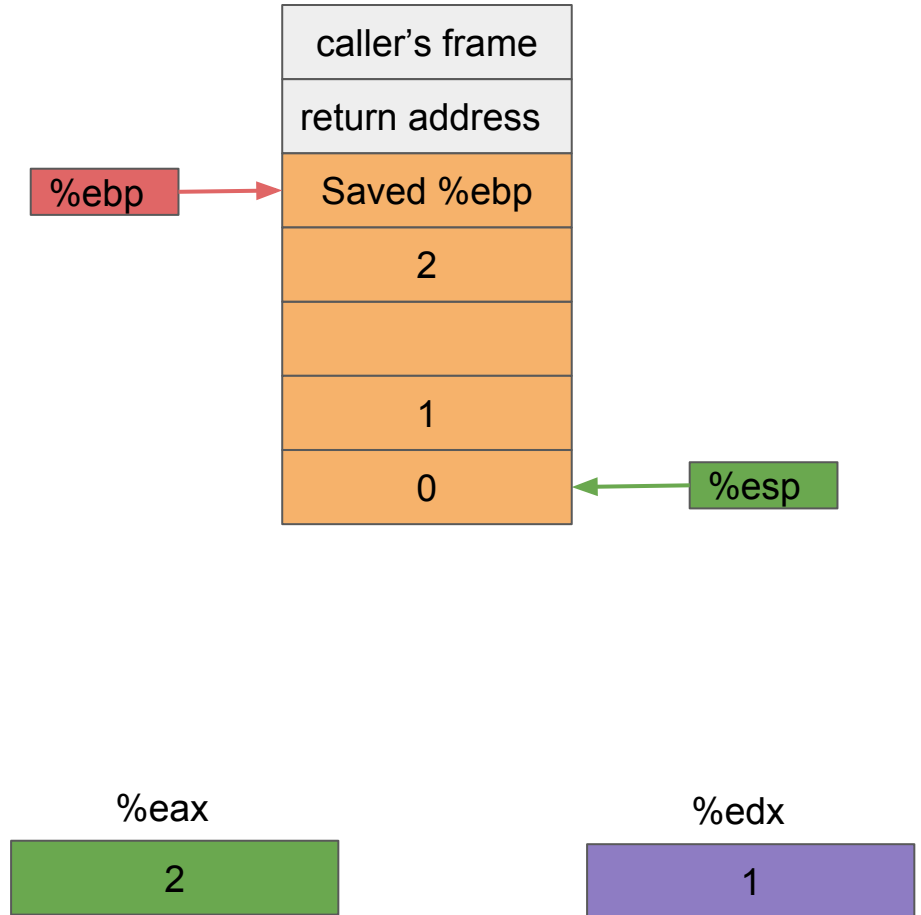 caller’s frame
return address
%ebp
Saved %ebp
2
1
0
%esp
%eax
%edx
2
1